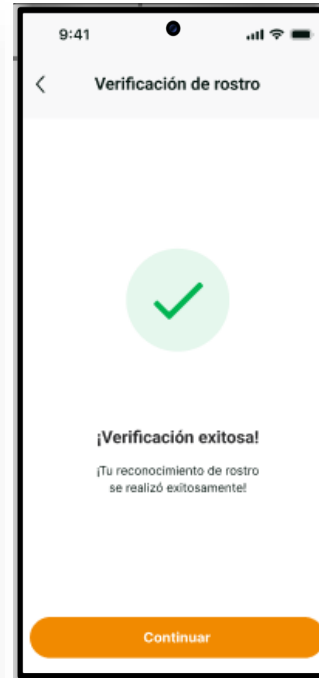 9:41
Verificación de rostro
¡Verificación exitosa!
¡Tu reconocimiento de rostro
se realizó exitosamente!
Continuar